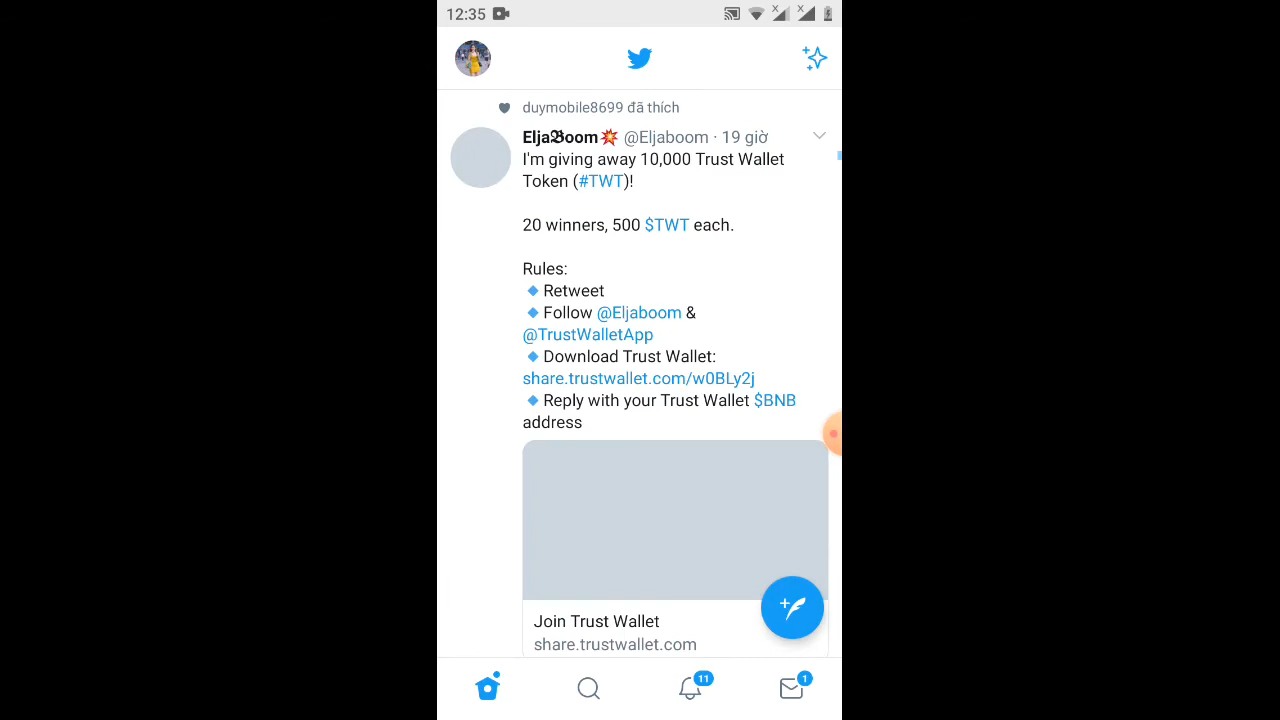 12:35
duymobile8699 đã thích
EljaBoom💥 @Eljaboom · 19 giờ
I'm giving away 10,000 Trust Wallet
Token (#TWT)!
20 winners, 500 $TWT each.
Rules:
🔹Retweet
🔹Follow @Eljaboom &
@TrustWalletApp
🔹Download Trust Wallet:
share.trustwallet.com/w0BLy2j
🔹Reply with your Trust Wallet $BNB
address
Join Trust Wallet
share.trustwallet.com
11
1